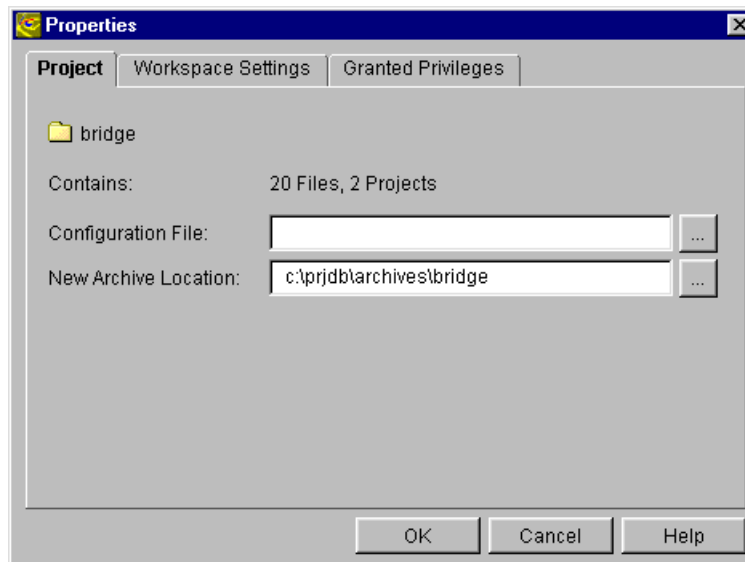 Properties
Project Workspace Settings Granted Privileges
bridge
Contains: 20 Files, 2 Projects
Configuration File: ...
New Archive Location: c:\prjdb\archives\bridge ...
OK Cancel Help